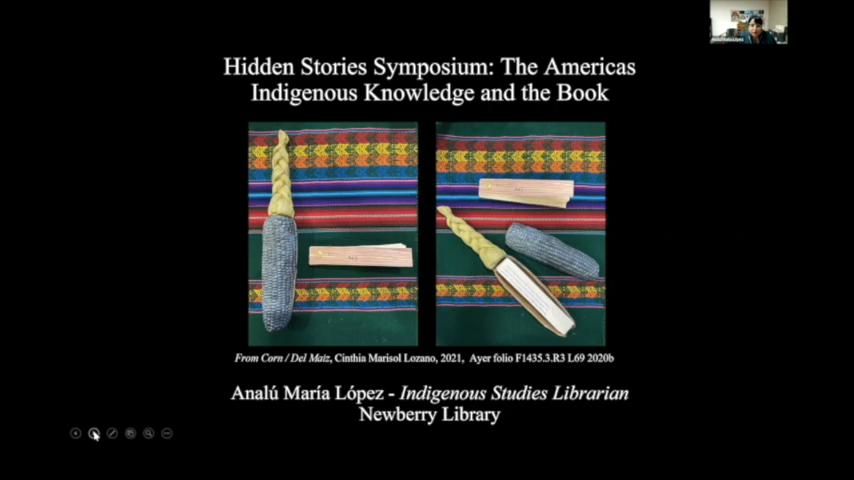 Hidden Stories Symposium: The Americas
Indigenous Knowledge and the Book
From Corn / Del Maiz, Cinthia Marisol Lozano, 2021, Ayer folio F1435.3.R3 L69 2020b
Analú María López - Indigenous Studies Librarian
Newberry Library